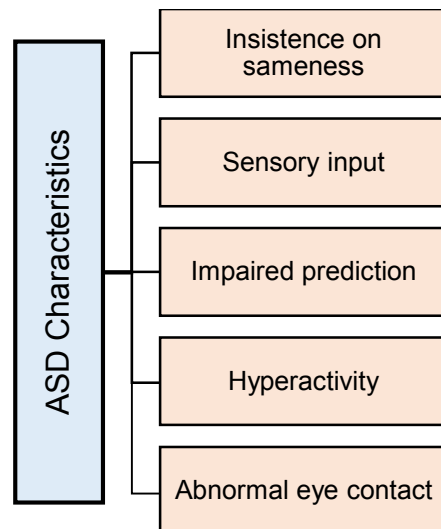 ASD Characteristics
Insistence on
sameness
Sensory input
Impaired prediction
Hyperactivity
Abnormal eye contact